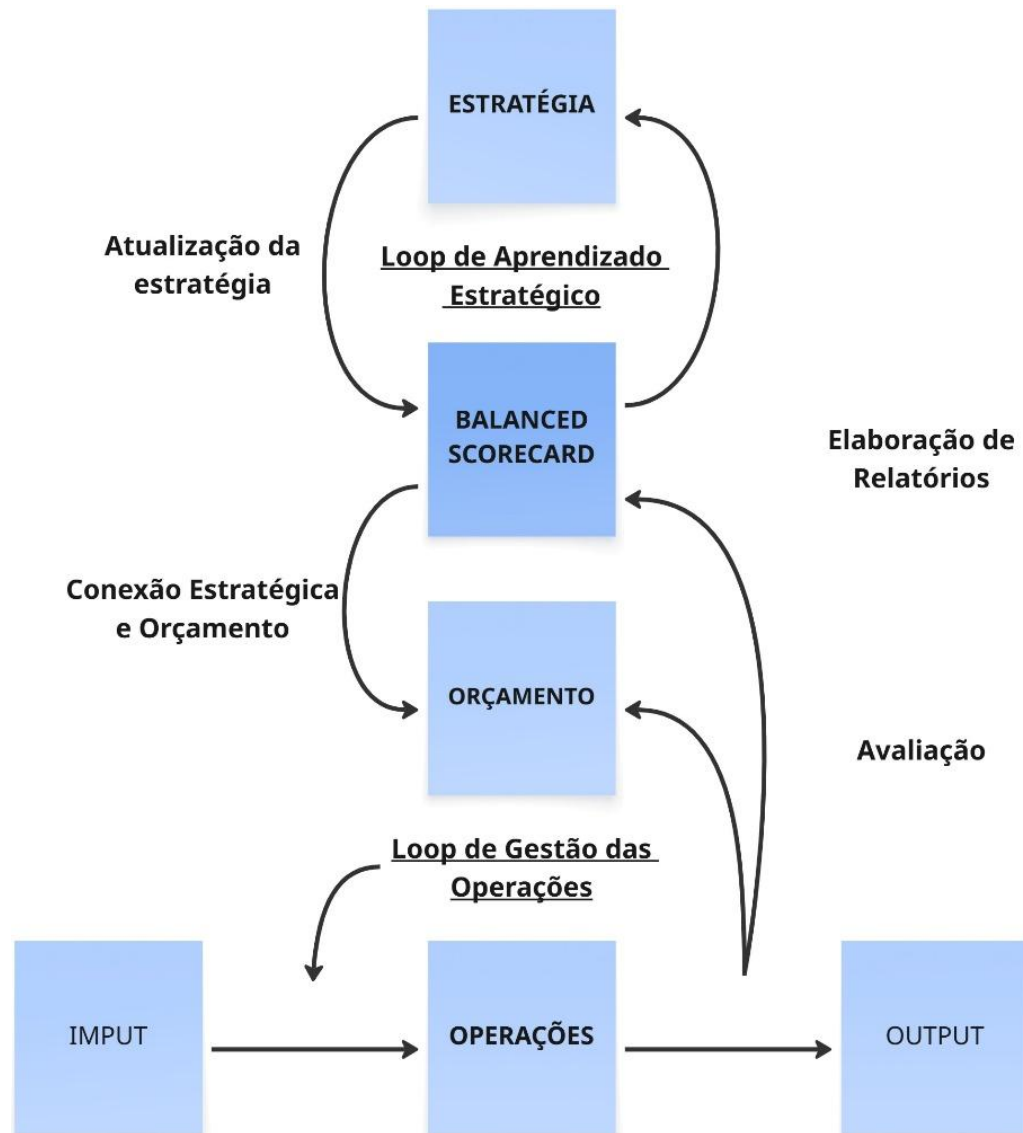 ESTRATÉGIA
Atualização da
estratégia
Loop de Aprendizado
Estratégico
BALANCED
SCORECARD
Elaboração de
Relatórios
Conexão Estratégica
e Orçamento
ORÇAMENTO
Avaliação
Loop de Gestão das
Operações
IMPUT
OPERAÇÕES
OUTPUT